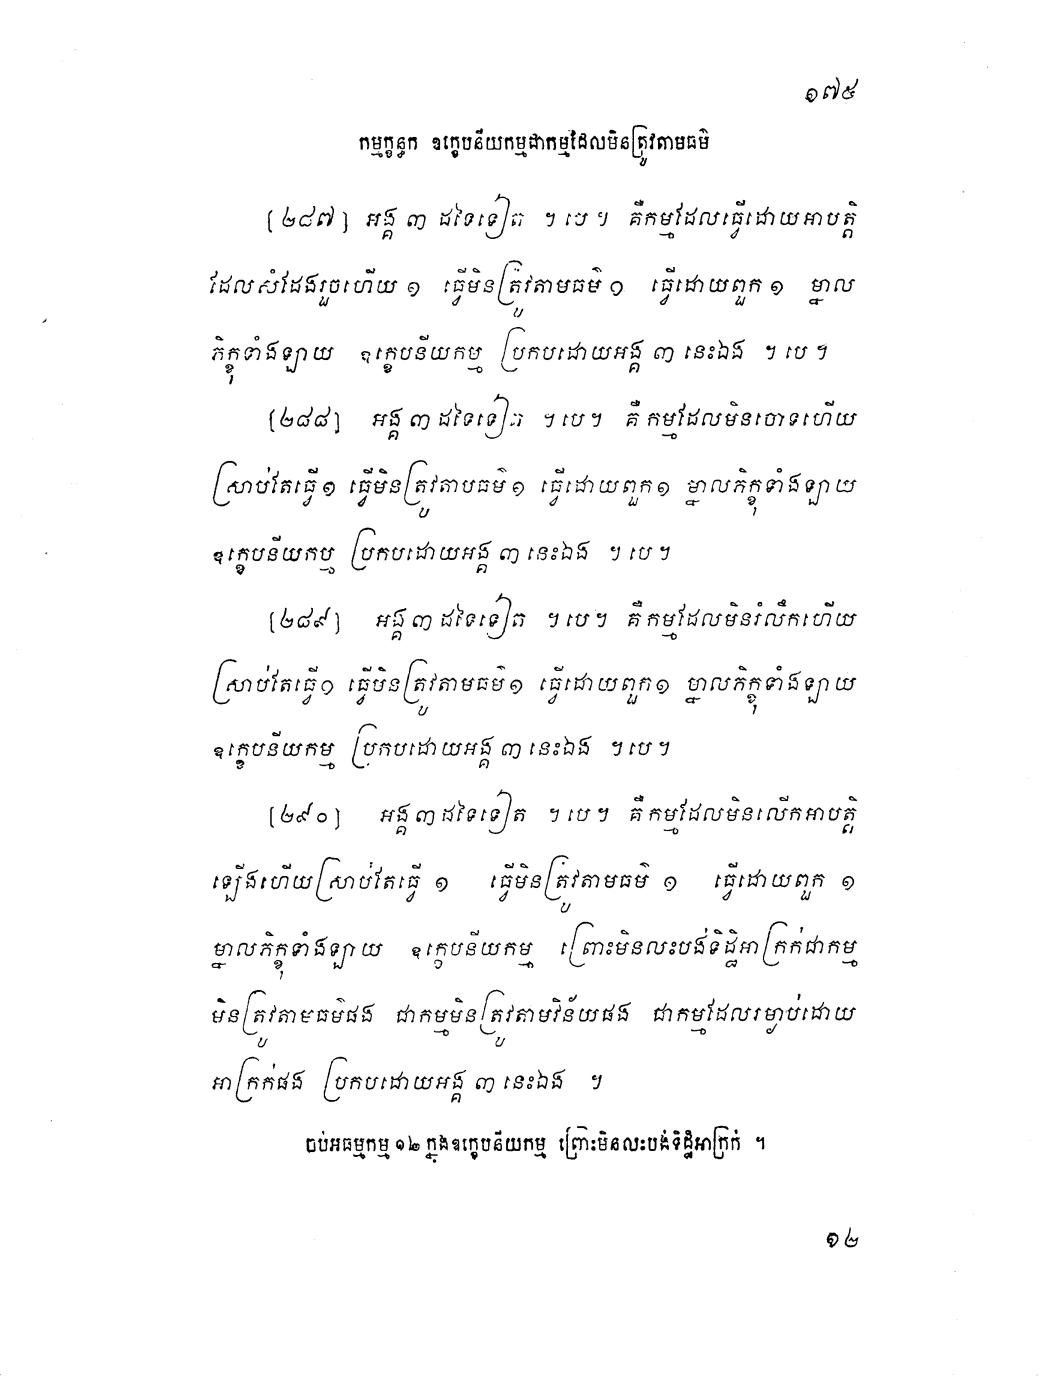 ១៧៥
កម្មក្ខន្ធក ឧក្ខេបនីយកម្មជាកម្មដែលមិនត្រូវតាមធម៌
[២៨៧] អង្គ ៣ ដទៃទៀត ។ បេ ។ គឺកម្មដែលធ្វើដោយអាបត្តិ
ដែលសំដែងរួចហើយ ១ ធ្វើមិនត្រូវតាមធម៌ ១ ធ្វើដោយពួក ១ ម្នាល
ភិក្ខុទាំងឡាយ ឧក្ខេបនីយកម្ម ប្រកបដោយអង្គ ៣ នេះឯង ។ បេ ។
[២៨៨] អង្គ ៣ ដទៃទៀត ។ បេ ។ គឺ កម្មដែលមិនចោទហើយ
ស្រាប់តែធ្វើ ១ ធ្វើមិនត្រូវតាមធម៌ ១ ធ្វើដោយពួក ១ ម្នាលភិក្ខុទាំងឡាយ
ឧក្ខេបនីយកម្ម ប្រកបដោយអង្គ ៣ នេះឯង ។ បេ ។
[២៨៩] អង្គ ៣ ដទៃទៀត ។ បេ ។ គឺ កម្មដែលមិនរំលឹកហើយ
ស្រាប់តែធ្វើ ១ ធ្វើមិនត្រូវតាមធម៌ ១ ធ្វើដោយពួក ១ ម្នាលភិក្ខុទាំងឡាយ
ឧក្ខេបនីយកម្ម ប្រកបដោយអង្គ ៣ នេះឯង ។ បេ ។
[២៩០] អង្គ ៣ ដទៃទៀត ។ បេ ។ គឺ កម្មដែលមិនលើកអាបត្តិ
ឡើងហើយស្រាប់តែធ្វើ ១ ធ្វើមិនត្រូវតាមធម៌ ១ ធ្វើដោយពួក ១
ម្នាលភិក្ខុទាំងឡាយ ឧក្ខេបនីយកម្ម ព្រោះមិនលះបង់ទិដ្ឋិអាក្រក់ជាកម្ម
មិនត្រូវតាមធម៌ផង ជាកម្មមិនត្រូវតាមវិន័យផង ជាកម្មដែលរម្ងាប់ដោយ
អាក្រក់ផង ប្រកបដោយអង្គ ៣ នេះឯង ។
ចប់អធម្មកម្ម ១២ ក្នុងឧក្ខេបនីយកម្ម ព្រោះមិនលះបង់ទិដ្ឋិអាក្រក់ ។
១២